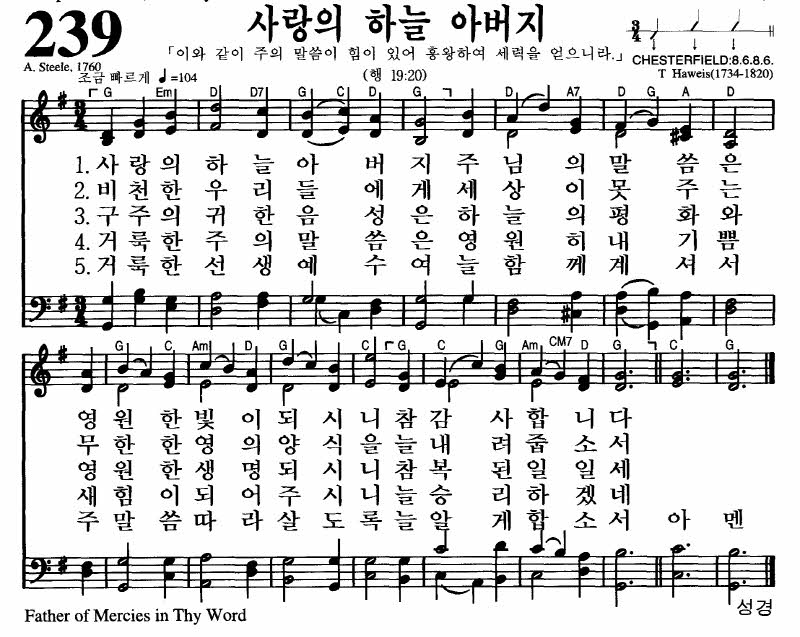 239
사랑의 하늘 아버지
「이와 같이 주의 말씀이 힘이 있어 흥왕하여 세력을 얻으니라.」
(행 19:20)
A. Steele, 1760
조금 빠르게 ♩=104
CHESTERFIELD:8.6.8.6.
T Haweis(1734-1820)
G Em D D7 G C D G D A7 D G A D
1. 사 랑의 하 늘아 버 지주 님 의말 씀은
2. 비 천한 우 리들 에 게세 상 이못 주는
3. 구 주의 귀 한음 성 은하 늘 의평 화와
4. 거 룩한 주 의말 씀 은영 원 히내 기쁨
5. 거 룩한 선 생예 수 여늘 함 께계 셔서
G C Am D G C G C G Am CM7 D G C G
영 원 한빛 이되 시니 참감 사합 니다
무 한 한영 의양 식을 늘내 려줍 소서
영 원 한생 명되 시니 참복 된일 일세
새 힘 이되 어주 시니 늘승 리하 겠네
주 말 씀따 라살 도록 늘알 게합 소서 아 멘
Father of Mercies in Thy Word
성경